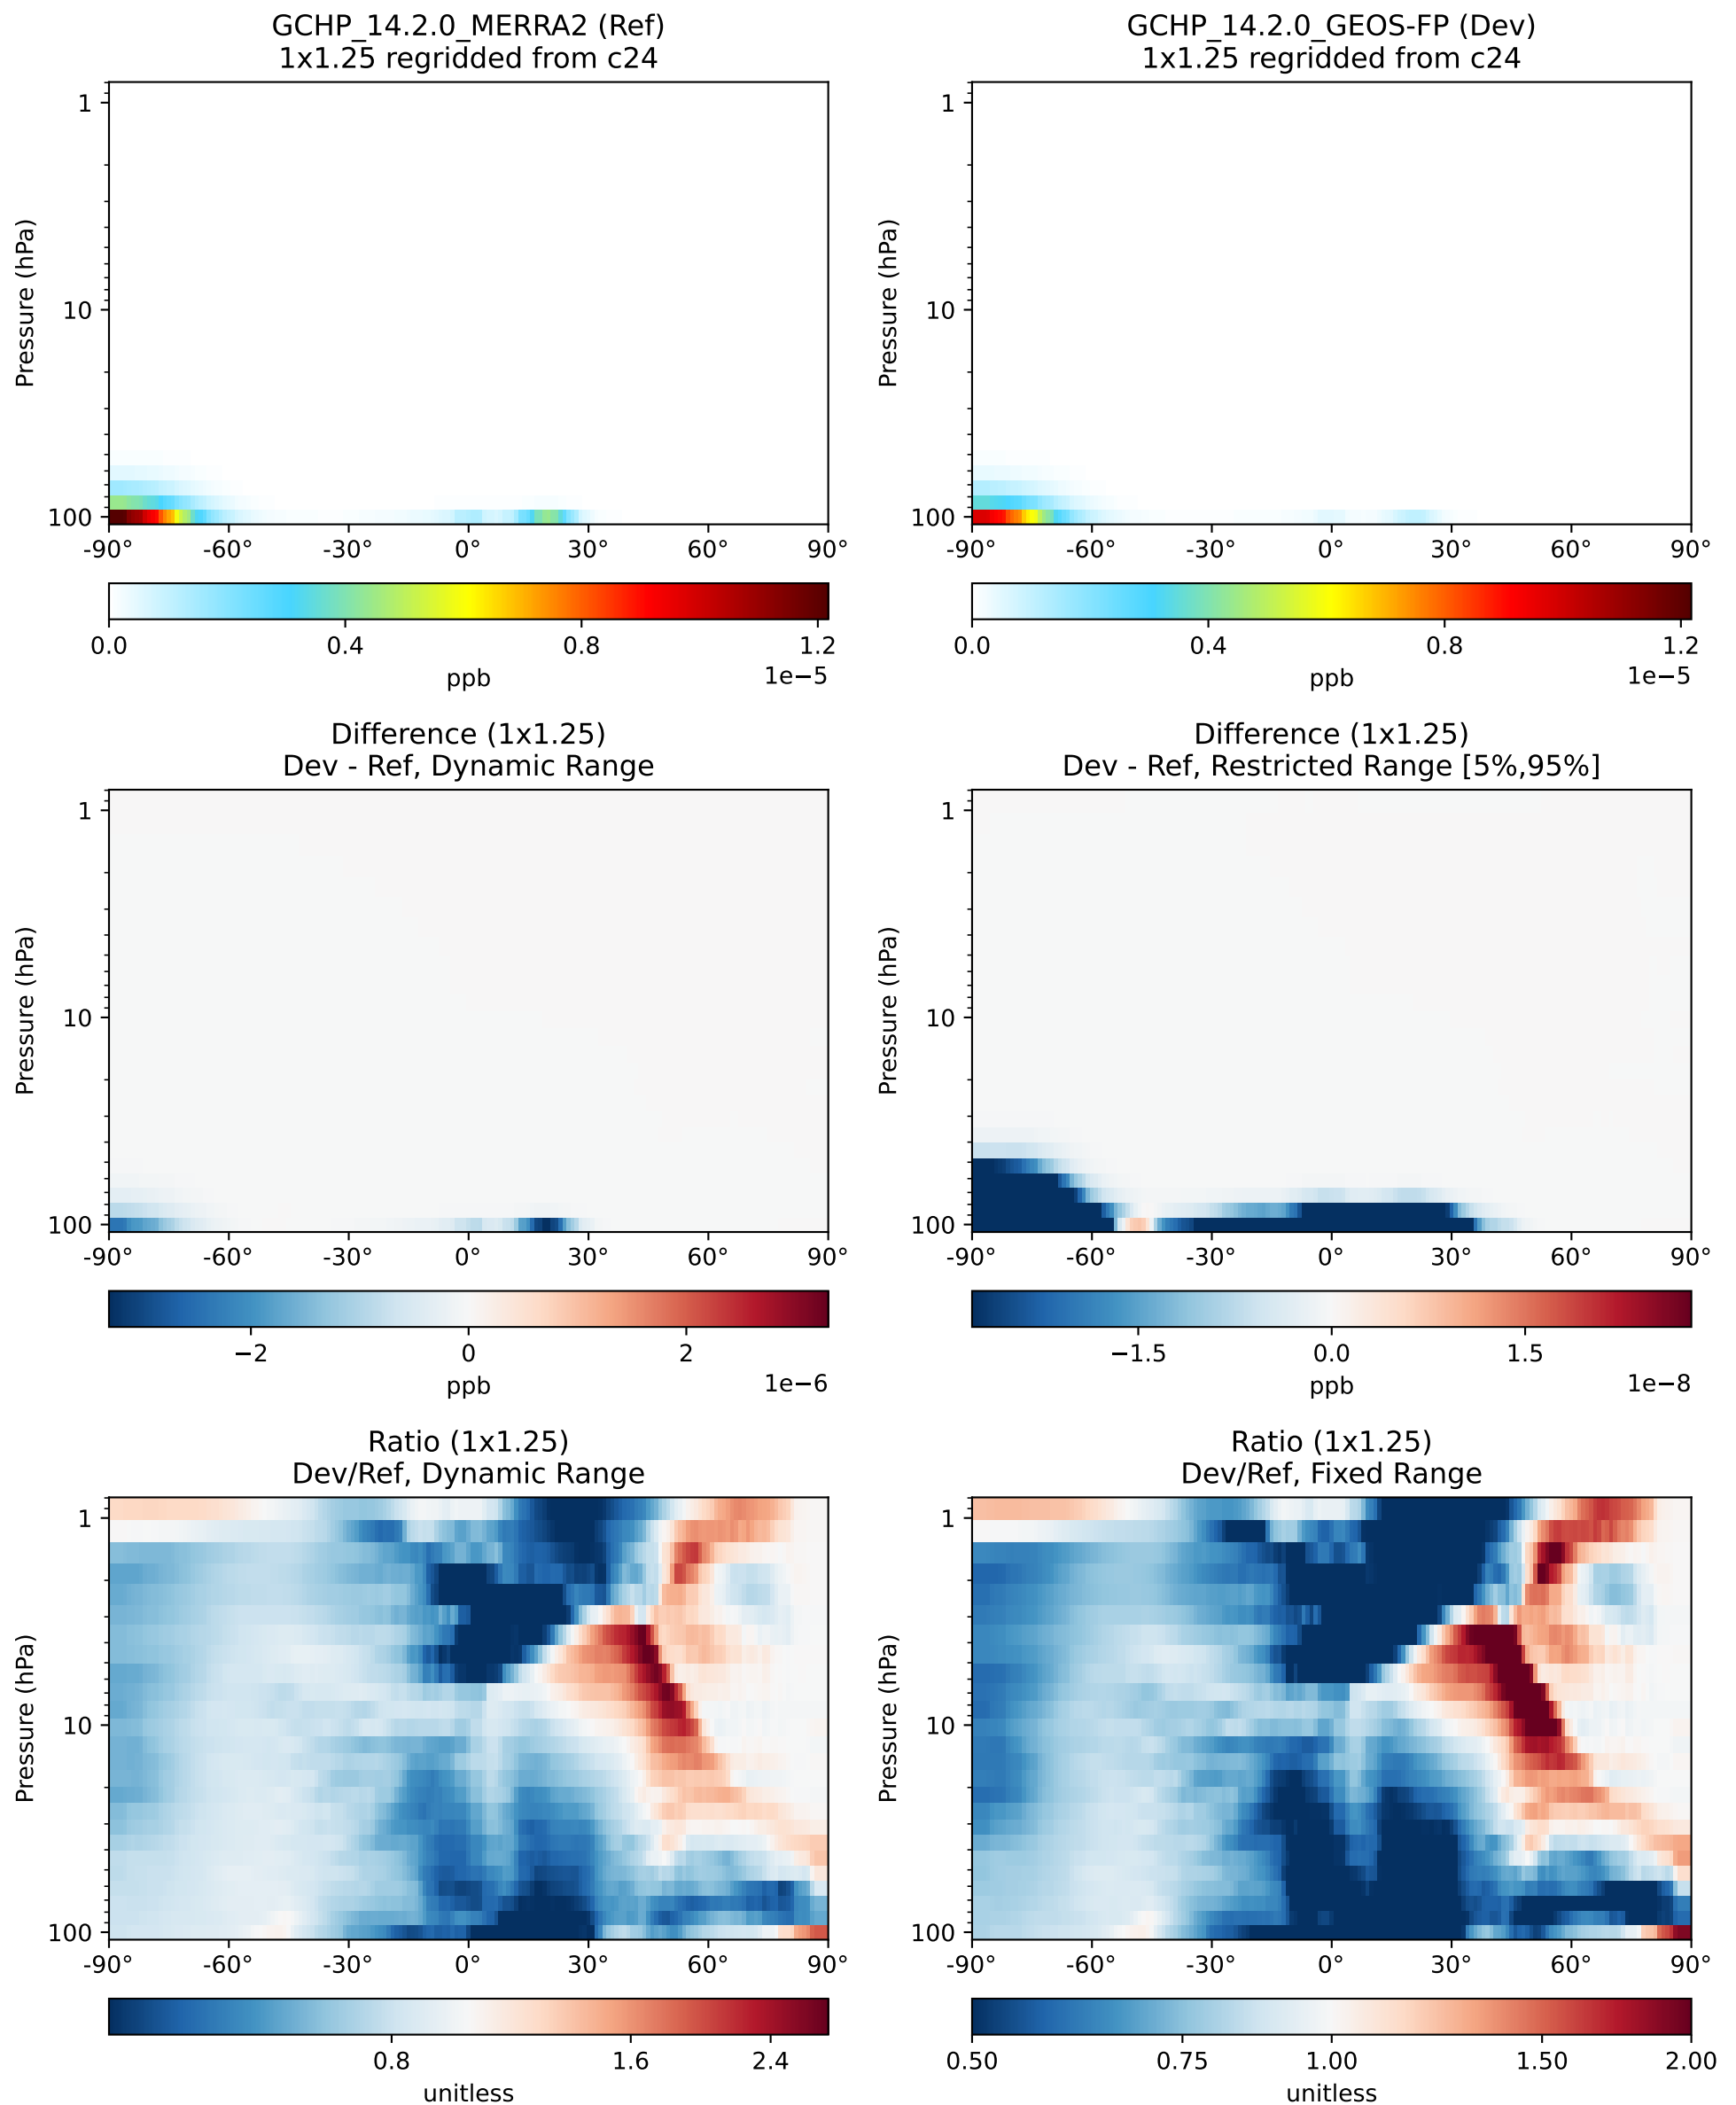 GCHP_14.2.0_MERRA2 (Ref)
1x1.25 regridded from c24
Pressure (hPa)
1
10
100
-90° -60° -30° 0° 30° 60° 90°
0.0 0.4 0.8 1.2
1e−5
ppb
GCHP_14.2.0_GEOS-FP (Dev)
1x1.25 regridded from c24
Pressure (hPa)
1
10
100
-90° -60° -30° 0° 30° 60° 90°
0.0 0.4 0.8 1.2
1e−5
ppb
Difference (1x1.25)
Dev - Ref, Dynamic Range
Pressure (hPa)
1
10
100
-90° -60° -30° 0° 30° 60° 90°
−2 0 2
1e−6
ppb
Difference (1x1.25)
Dev - Ref, Restricted Range [5%,95%]
Pressure (hPa)
1
10
100
-90° -60° -30° 0° 30° 60° 90°
−1.5 0.0 1.5
1e−8
ppb
Ratio (1x1.25)
Dev/Ref, Dynamic Range
Pressure (hPa)
1
10
100
-90° -60° -30° 0° 30° 60° 90°
0.8 1.6 2.4
unitless
Ratio (1x1.25)
Dev/Ref, Fixed Range
Pressure (hPa)
1
10
100
-90° -60° -30° 0° 30° 60° 90°
0.50 0.75 1.00 1.50 2.00
unitless